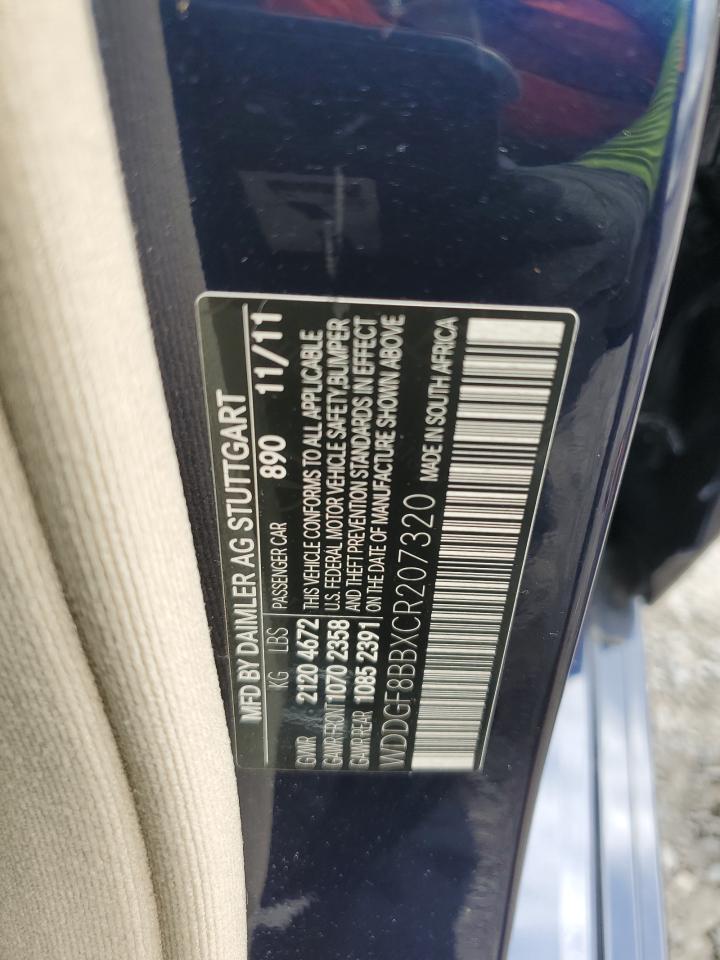 MFD BY DAIMLER AG STUTTGART
KG LBS PASSENGER CAR 890 11/11
GVWR 2120 4672 THIS VEHICLE CONFORMS TO ALL APPLICABLE
GAWR FRONT 1070 2358 U.S. FEDERAL MOTOR VEHICLE SAFETY, BUMPER
GAWR REAR 1085 2391 AND THEFT PREVENTION STANDARDS IN EFFECT
ON THE DATE OF MANUFACTURE SHOWN ABOVE
WDDGF8BBXCR207320 MADE IN SOUTH AFRICA